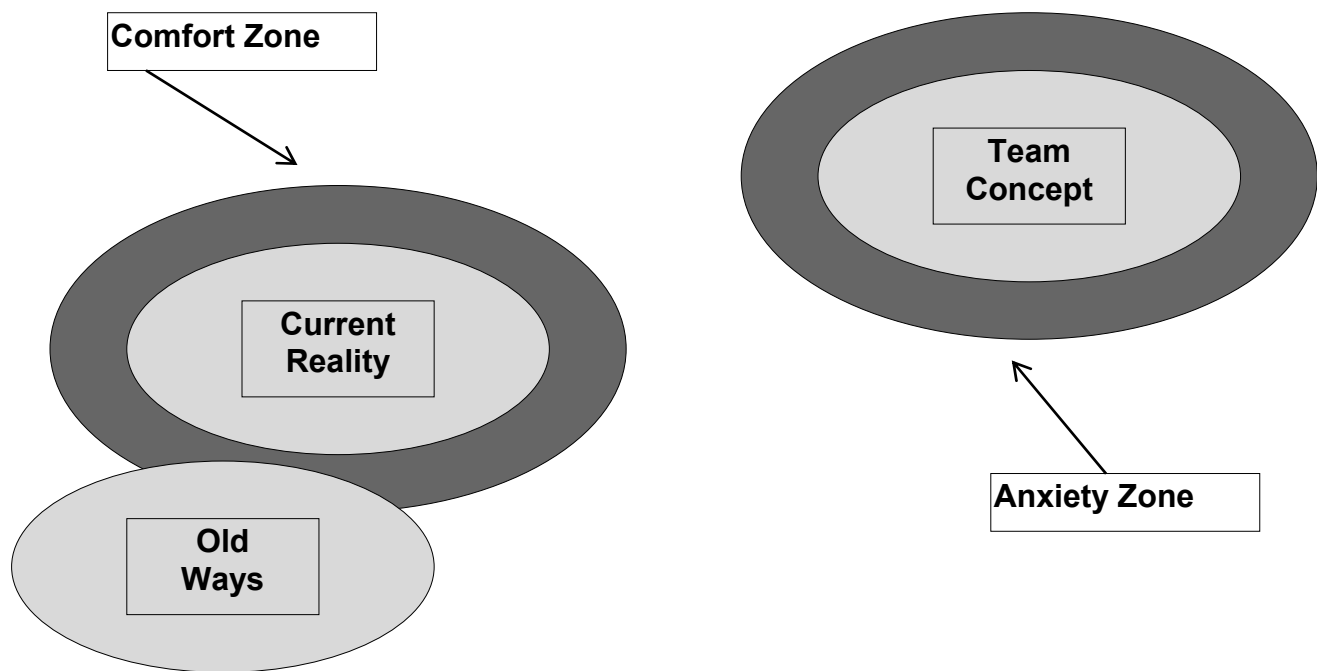 Comfort Zone
Team
Concept
Current
Reality
Anxiety Zone
Old
Ways